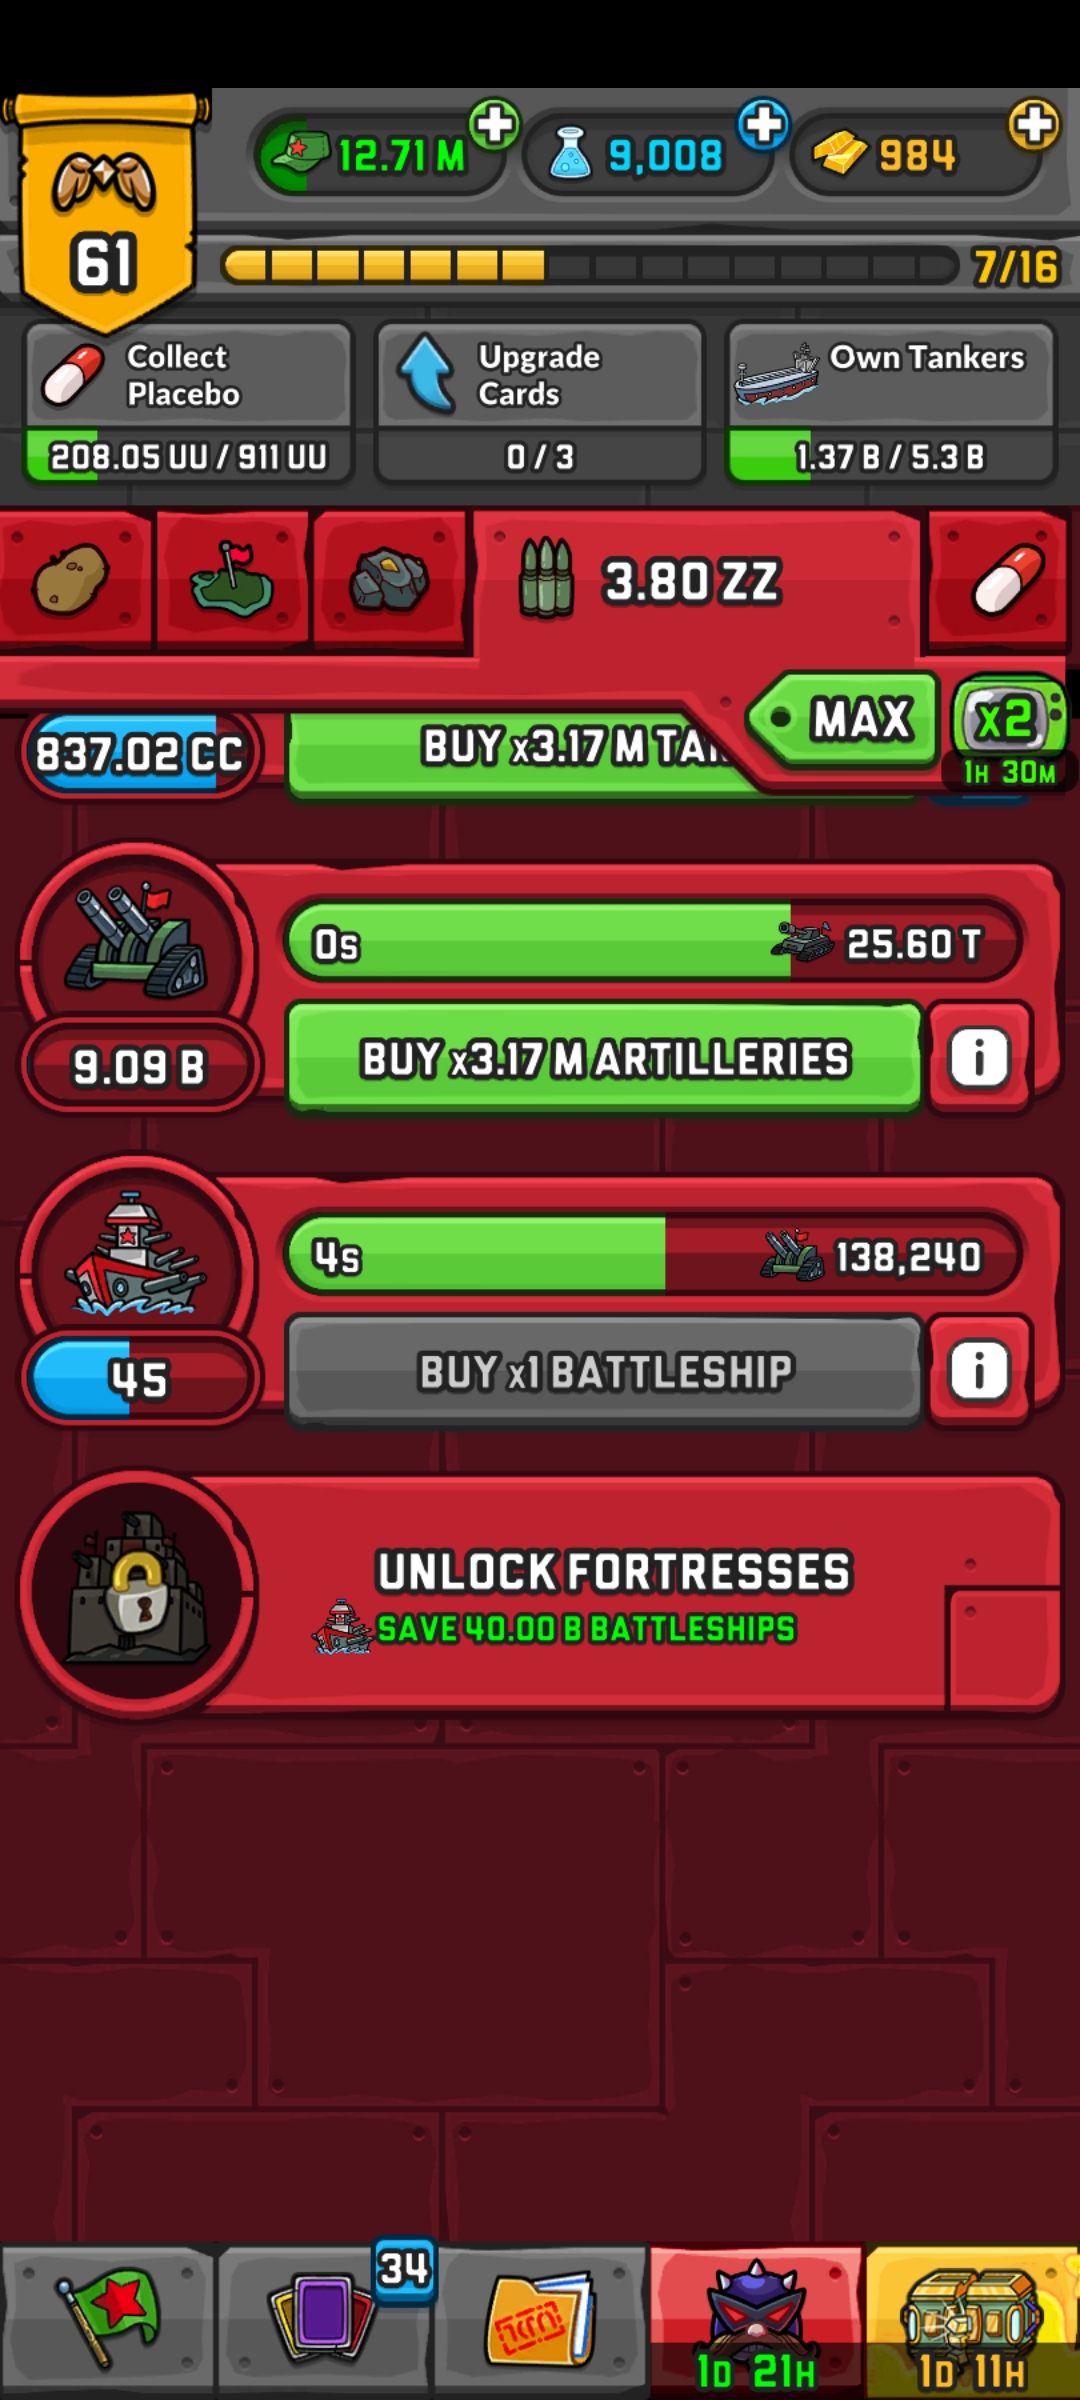 61
12.71 M
9,008
984
7/16
Collect
Placebo
208.05 UU / 911 UU
Upgrade
Cards
0 / 3
Own Tankers
1.37 B / 5.3 B
3.80 ZZ
MAX
x2
1H 30M
837.02 CC
BUY x3.17 M
0s
25.60 T
9.09 B
BUY x3.17 M ARTILLERIES
i
4s
138,240
45
BUY x1 BATTLESHIP
i
UNLOCK FORTRESSES
SAVE 40.00 B BATTLESHIPS
34
1D 21H
1D 11H